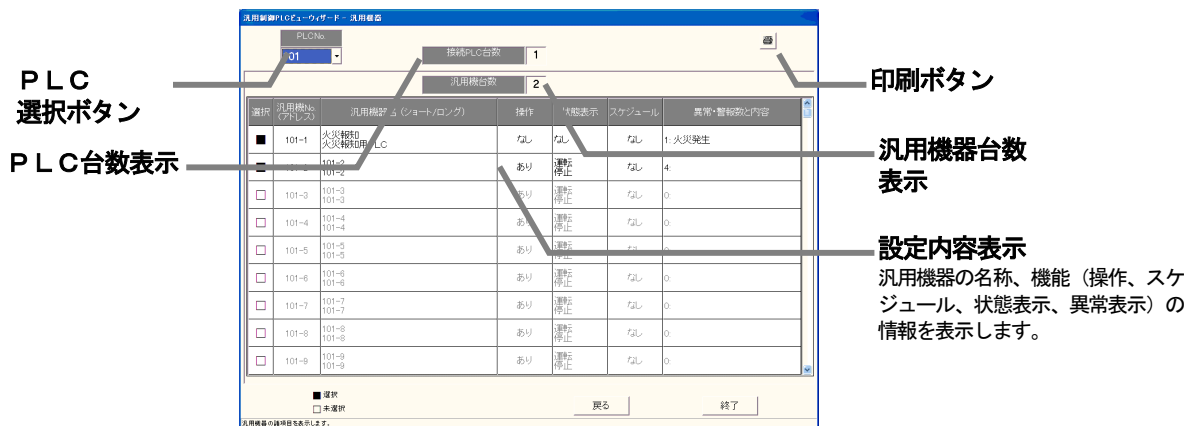 汎用制御PLCビューウィザード - 汎用機器
PLCNo.
01
接続PLC台数 1
汎用機台数 2
PLC
選択ボタン
PLC台数表示
印刷ボタン
汎用機器台数
表示
設定内容表示
汎用機器の名称、機能（操作、スケ
ジュール、状態表示、異常表示）の
情報を表示します。
選択 汎用機No.(アドレス) (ショート/ロング) 操作 状態表示 スケジュール 異常・警報数と内容
■ 101-1 火災報知 なし なし なし 1: 火災発生
火災報知用PLC
■ 101-2 あり 運転 なし 4:
101-2 停止
□ 101-3 101-3 あり 運転 なし 0:
101-3 停止
□ 101-4 101-4 あり 運転 なし 0:
101-4 停止
□ 101-5 101-5 あり 運転 なし 0:
101-5 停止
□ 101-6 101-6 あり 運転 なし 0:
101-6 停止
□ 101-7 101-7 あり 運転 なし 0:
101-7 停止
□ 101-8 101-8 あり 運転 なし 0:
101-8 停止
□ 101-9 101-9 あり 運転 なし 0:
101-9 停止
■ 選択
□ 未選択
戻る
終了
汎用機器の諸項目を表示します。